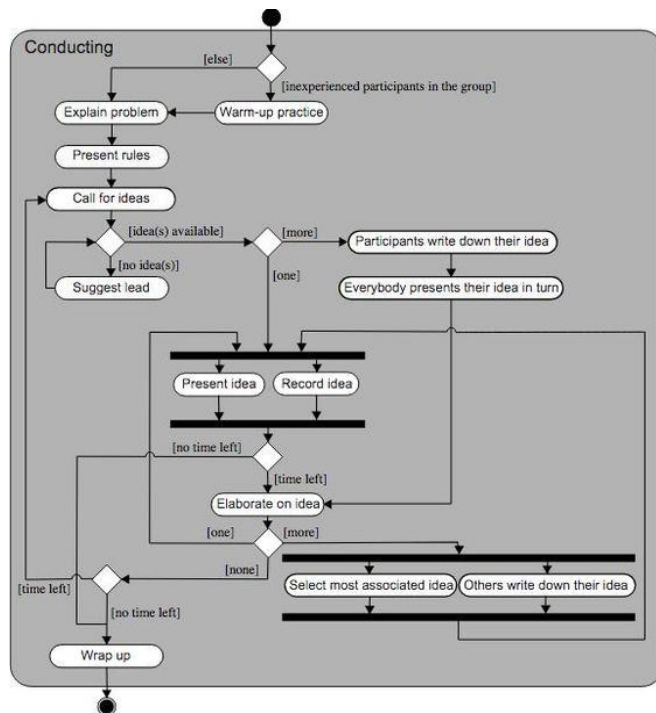 Conducting
[else]
[inexperienced participants in the group]
Explain problem
Warm-up practice
Present rules
Call for ideas
[idea(s) available]
[more]
Participants write down their idea
[no idea(s)]
[one]
Suggest lead
Everybody presents their idea in turn
Present idea
Record idea
[no time left]
[time left]
Elaborate on idea
[one]
[more]
[none]
Select most associated idea
Others write down their idea
[time left]
[no time left]
Wrap up